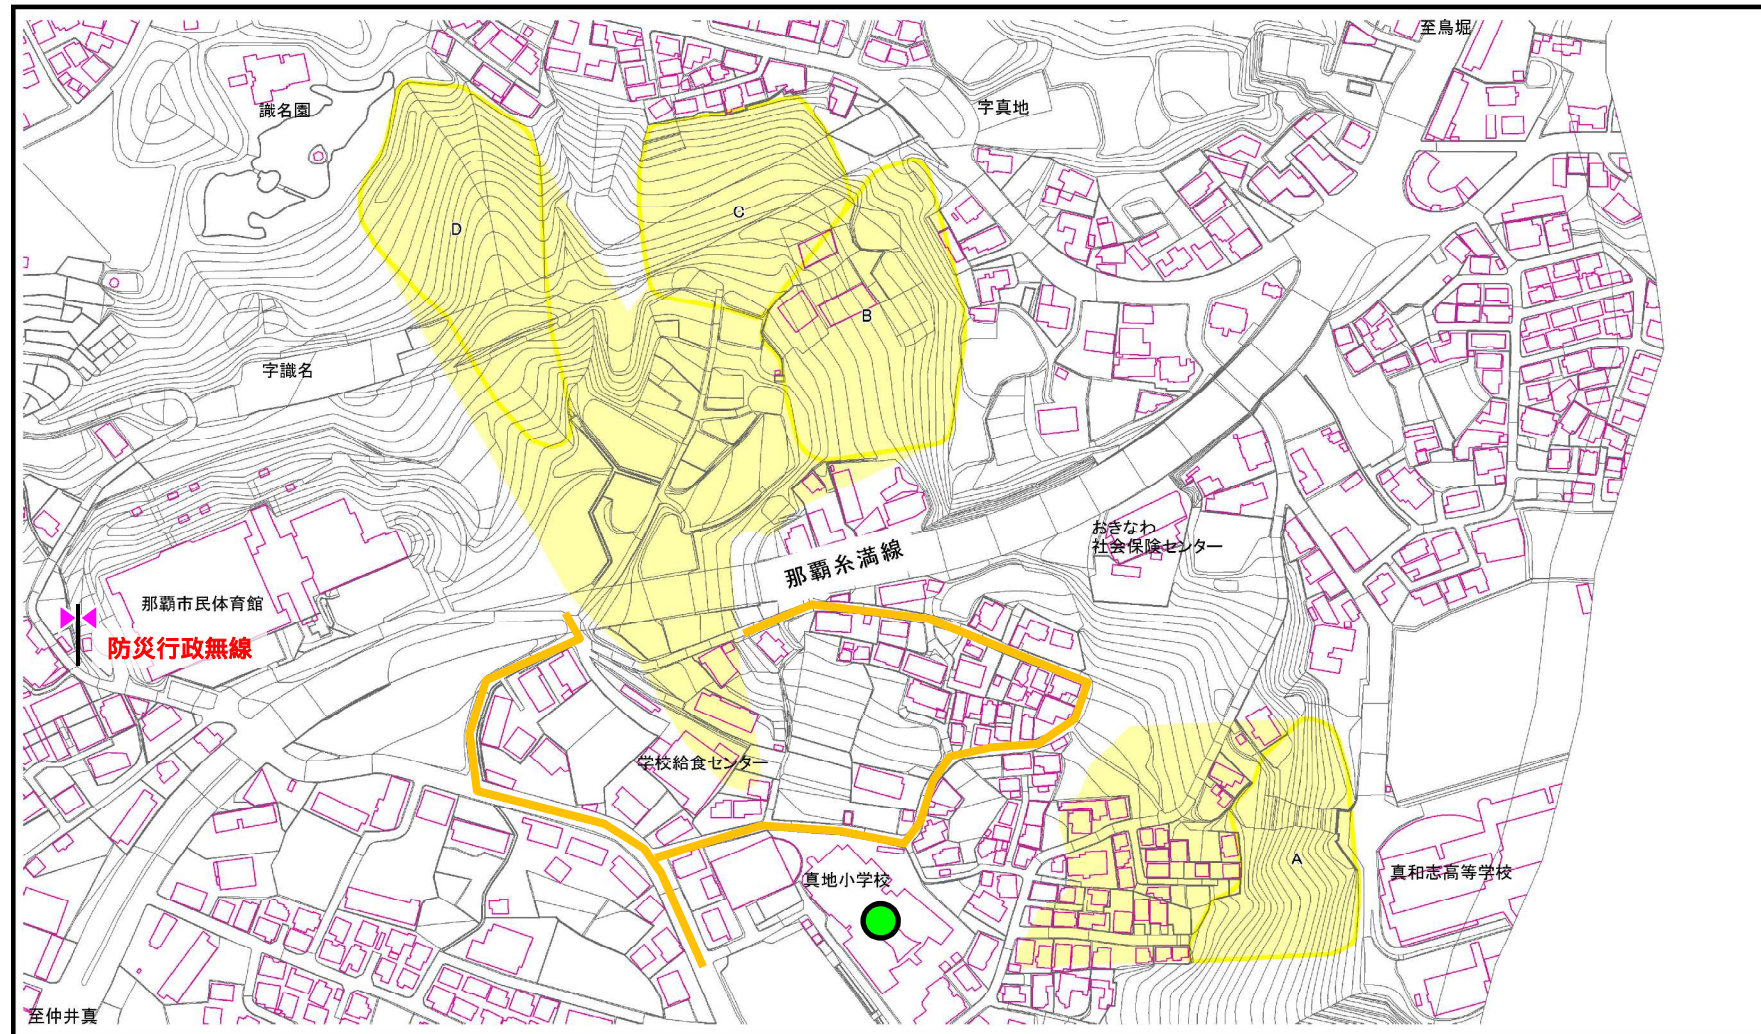 至鳥堀
識名園
字真地
C
D
B
字識名
おきなわ
社会保険センター
那覇糸満線
那覇市民体育館
防災行政無線
学校給食センター
A
真地小学校
真和志高等学校
至仲井真